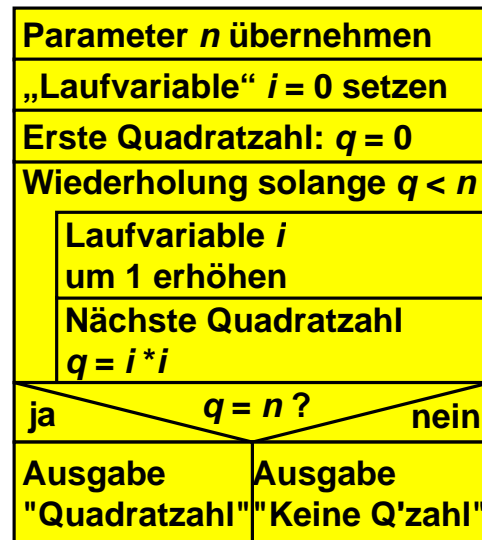 Parameter n übernehmen
„Laufvariable“ i = 0 setzen
Erste Quadratzahl: q = 0
Wiederholung solange q < n
Laufvariable i
um 1 erhöhen
Nächste Quadratzahl
q = i*i
ja
q = n ?
nein
Ausgabe
"Quadratzahl"
Ausgabe
"Keine Q'zahl"